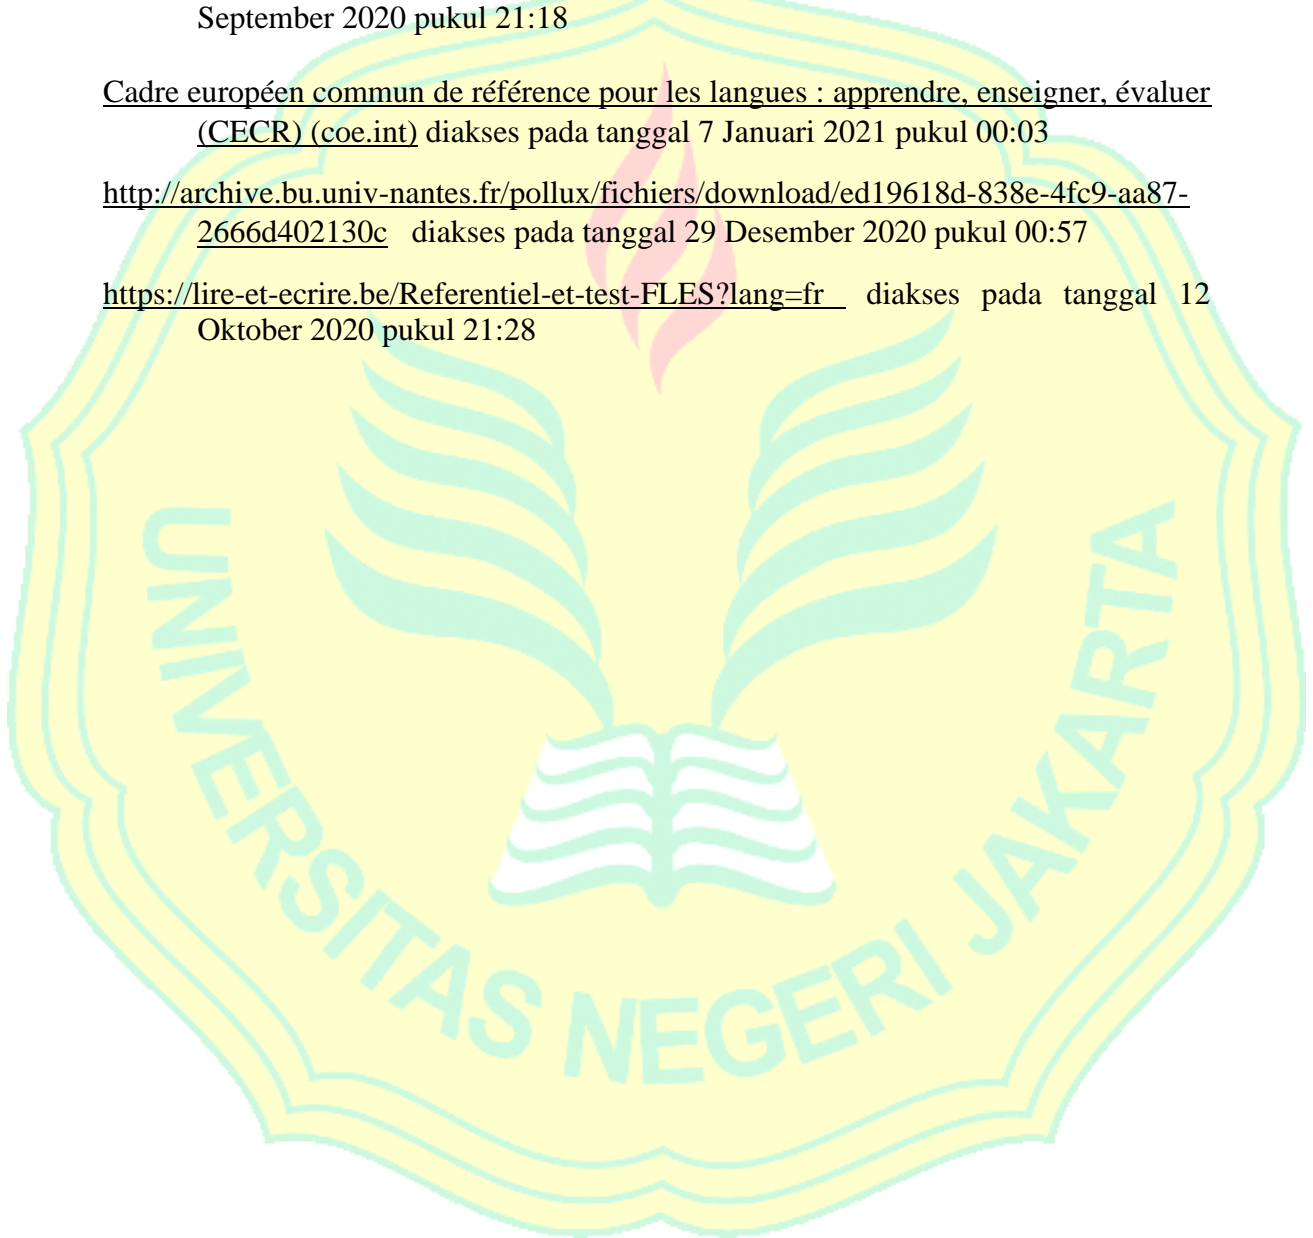 September 2020 pukul 21:18
Cadre européen commun de référence pour les langues : apprendre, enseigner, évaluer
(CECR) (coe.int) diakses pada tanggal 7 Januari 2021 pukul 00:03
http://archive.bu.univ-nantes.fr/pollux/fichiers/download/ed19618d-838e-4fc9-aa87-
2666d402130c diakses pada tanggal 29 Desember 2020 pukul 00:57
https://lire-et-ecrire.be/Referentiel-et-test-FLES?lang=fr diakses pada tanggal 12
Oktober 2020 pukul 21:28
UNIVERSITAS NEGERI JAKARTA